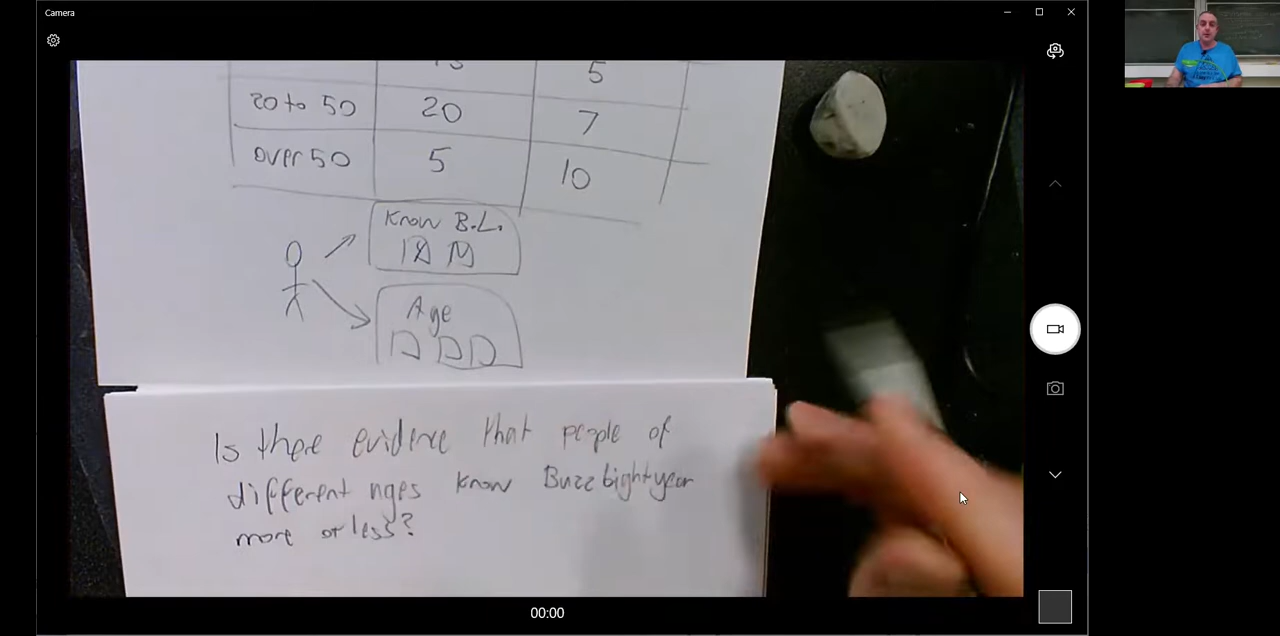 Camera
5
20 to 50 20 7
over 50 5 10
Know B.L.
Age
Is there evidence that people of
different ages know Buzz Lightyear
more or less?
00:00